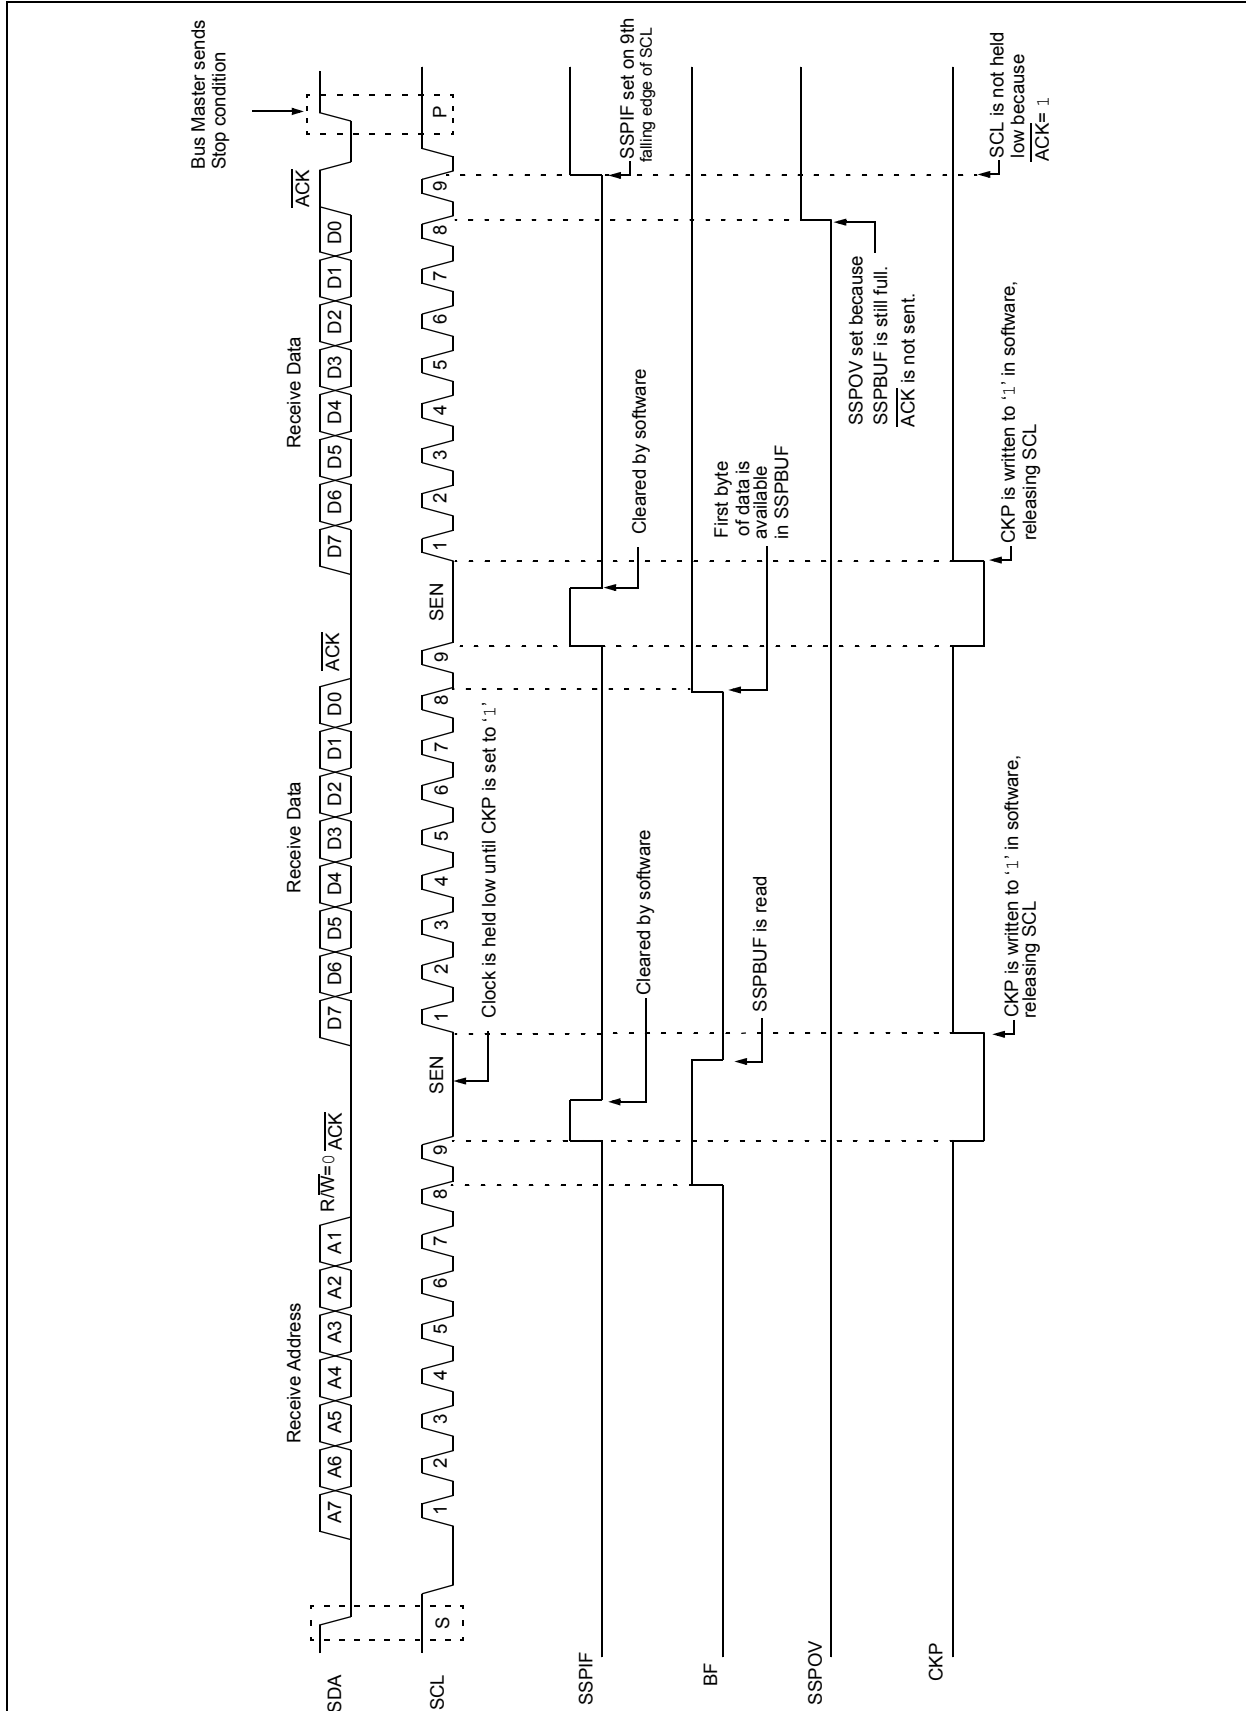 Bus Master sends
Stop condition
Receive Address
Receive Data
Receive Data
SDA
A7 A6 A5 A4 A3 A2 A1 R/W=0 ACK D7 D6 D5 D4 D3 D2 D1 D0 ACK D7 D6 D5 D4 D3 D2 D1 D0 ACK
SCL
S 1 2 3 4 5 6 7 8 9 SEN 1 2 3 4 5 6 7 8 9 SEN 1 2 3 4 5 6 7 8 9 P
Clock is held low until CKP is set to ‘1’
SSPIF
Cleared by software
Cleared by software
SSPIF set on 9th
falling edge of SCL
BF
SSPBUF is read
First byte
of data is
available
in SSPBUF
SSPOV
SSPOV set because
SSPBUF is still full.
ACK is not sent.
CKP
CKP is written to ‘1’ in software,
releasing SCL
CKP is written to ‘1’ in software,
releasing SCL
SCL is not held
low because
ACK= 1